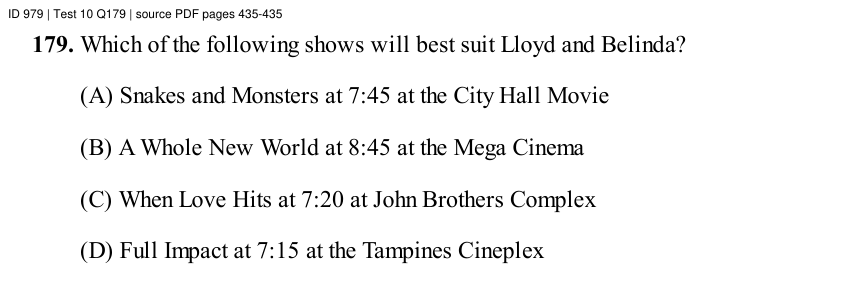 ID 979 | Test 10 Q179 | source PDF pages 435-435
179. Which of the following shows will best suit Lloyd and Belinda?
(A) Snakes and Monsters at 7:45 at the City Hall Movie
(B) A Whole New World at 8:45 at the Mega Cinema
(C) When Love Hits at 7:20 at John Brothers Complex
(D) Full Impact at 7:15 at the Tampines Cineplex